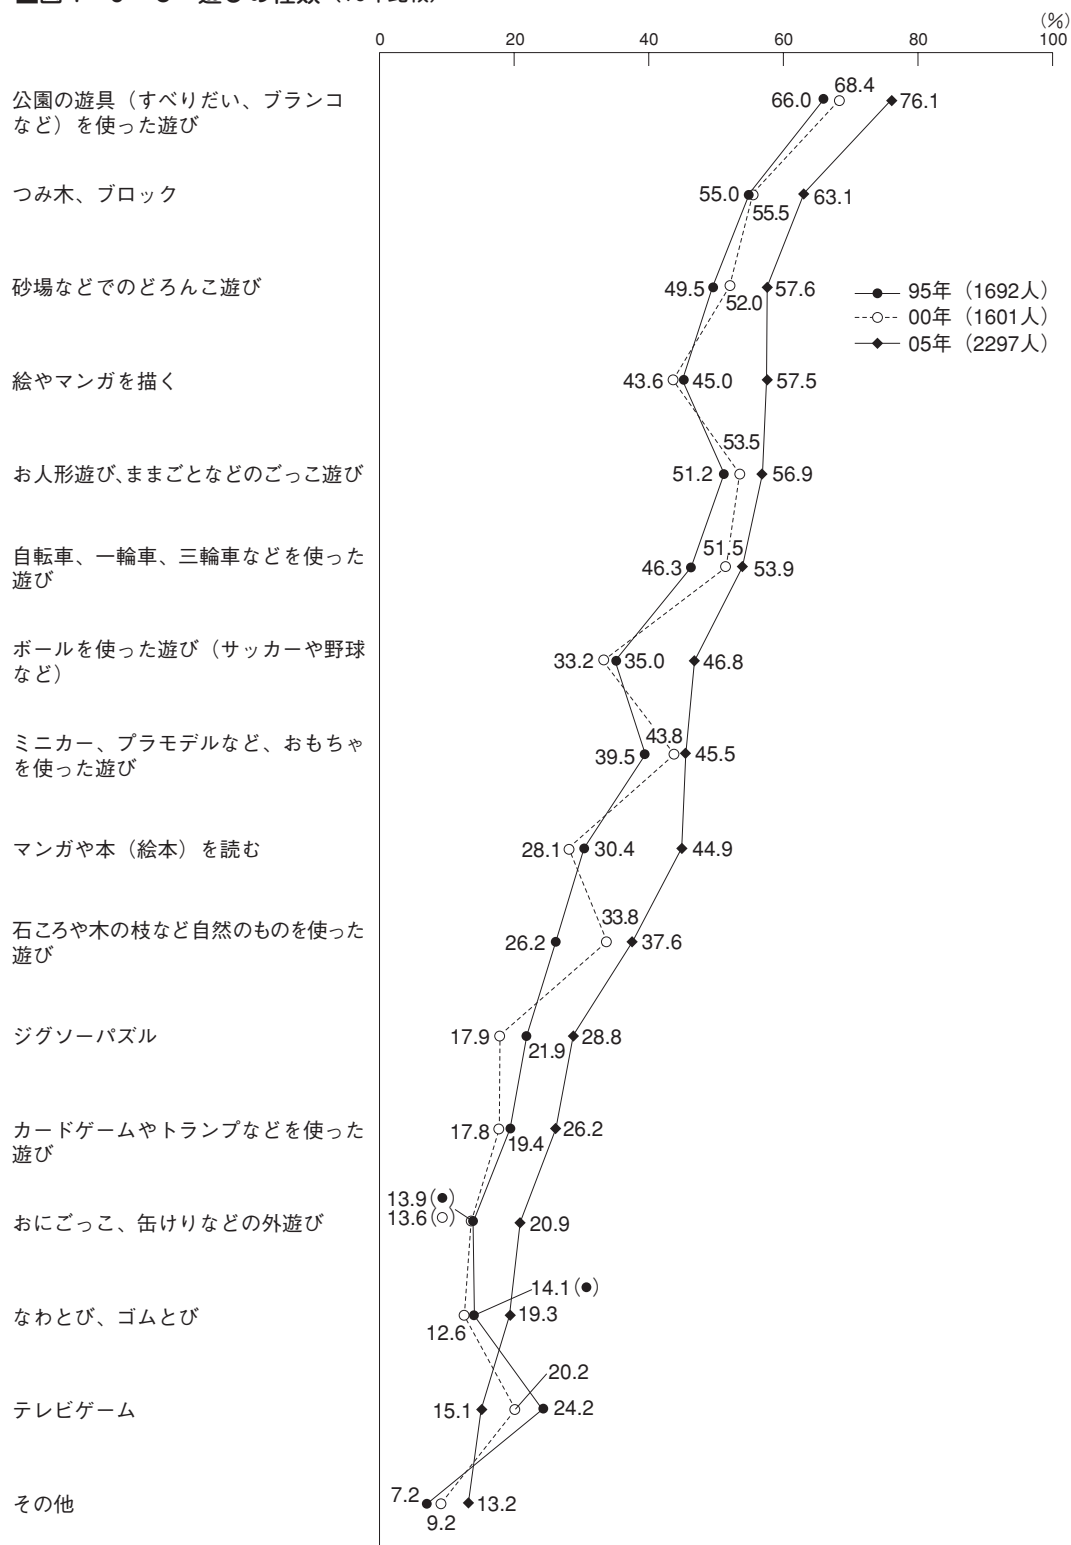 (%)
0 20 40 60 80 100
公園の遊具（すべりだい、ブランコ
など）を使った遊び
66.0 68.4 76.1
つみ木、ブロック
55.0 55.5 63.1
砂場などでのどろんこ遊び
49.5 52.0 57.6
95年（1692人）
00年（1601人）
05年（2297人）
絵やマンガを描く
43.6 45.0 57.5
お人形遊び、ままごとなどのごっこ遊び
51.2 53.5 56.9
自転車、一輪車、三輪車などを使った
遊び
46.3 51.5 53.9
ボールを使った遊び（サッカーや野球
など）
33.2 35.0 46.8
ミニカー、プラモデルなど、おもちゃ
を使った遊び
39.5 43.8 45.5
マンガや本（絵本）を読む
28.1 30.4 44.9
石ころや木の枝など自然のものを使った
遊び
26.2 33.8 37.6
ジグソーパズル
17.9 21.9 28.8
カードゲームやトランプなどを使った
遊び
17.8 19.4 26.2
おにごっこ、缶けりなどの外遊び
13.9(●)
13.6(○)
20.9
なわとび、ゴムとび
12.6 14.1(●) 19.3
テレビゲーム
15.1 20.2 24.2
その他
7.2 9.2 13.2